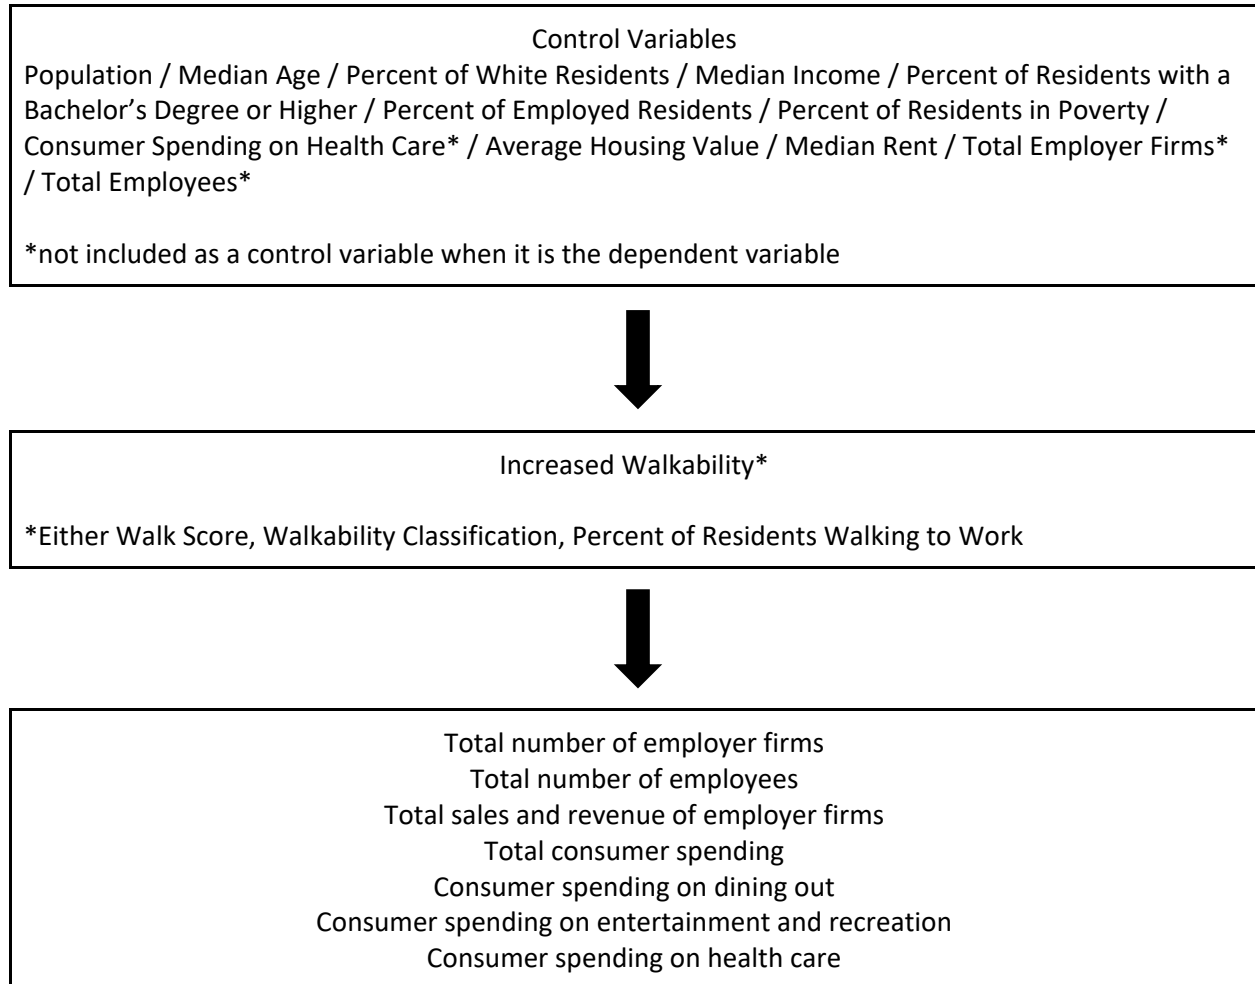 Control Variables
Population / Median Age / Percent of White Residents / Median Income / Percent of Residents with a
Bachelor’s Degree or Higher / Percent of Employed Residents / Percent of Residents in Poverty /
Consumer Spending on Health Care* / Average Housing Value / Median Rent / Total Employer Firms*
/ Total Employees*
*not included as a control variable when it is the dependent variable
Increased Walkability*
*Either Walk Score, Walkability Classification, Percent of Residents Walking to Work
Total number of employer firms
Total number of employees
Total sales and revenue of employer firms
Total consumer spending
Consumer spending on dining out
Consumer spending on entertainment and recreation
Consumer spending on health care